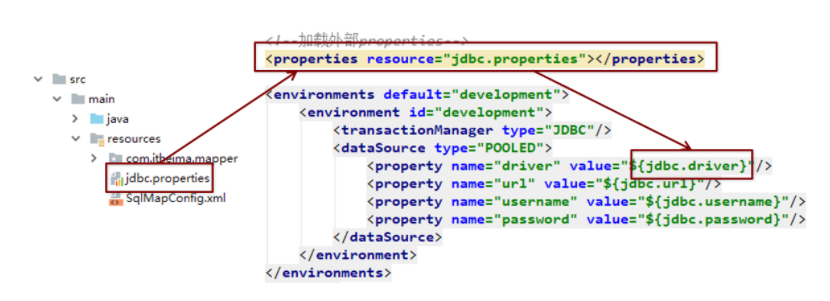 src
main
java
resources
com.itheima.mapper
jdbc.properties
SqlMapConfig.xml
<!--加载外部properties-->
<properties resource="jdbc.properties"></properties>
<environments default="development">
<environment id="development">
<transactionManager type="JDBC"/>
<dataSource type="POOLED">
<property name="driver" value="${jdbc.driver}"/>
<property name="url" value="${jdbc.url}"/>
<property name="username" value="${jdbc.username}"/>
<property name="password" value="${jdbc.password}"/>
</dataSource>
</environment>
</environments>